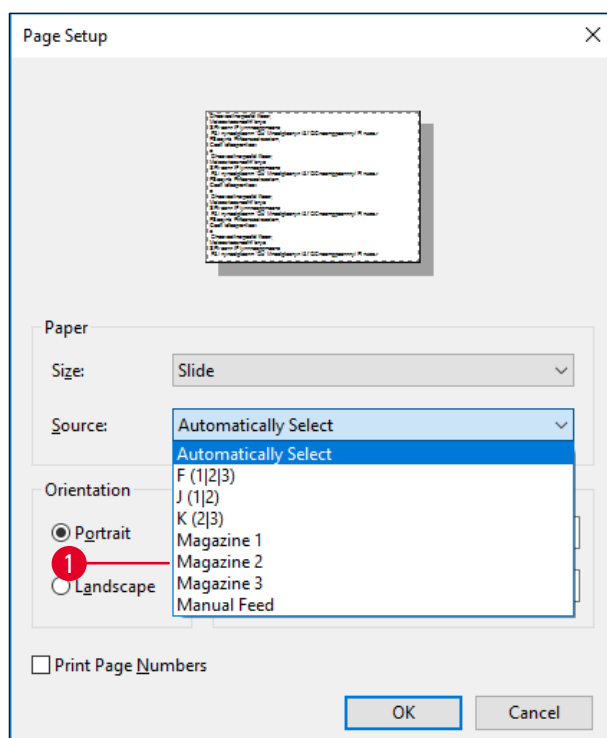 Page Setup
Paper
Size: Slide
Source: Automatically Select
Automatically Select
F (1|2|3)
J (1|2)
K (2|3)
Magazine 1
Magazine 2
Magazine 3
Manual Feed
Orientation
Portrait
1
Landscape
Print Page Numbers
OK Cancel